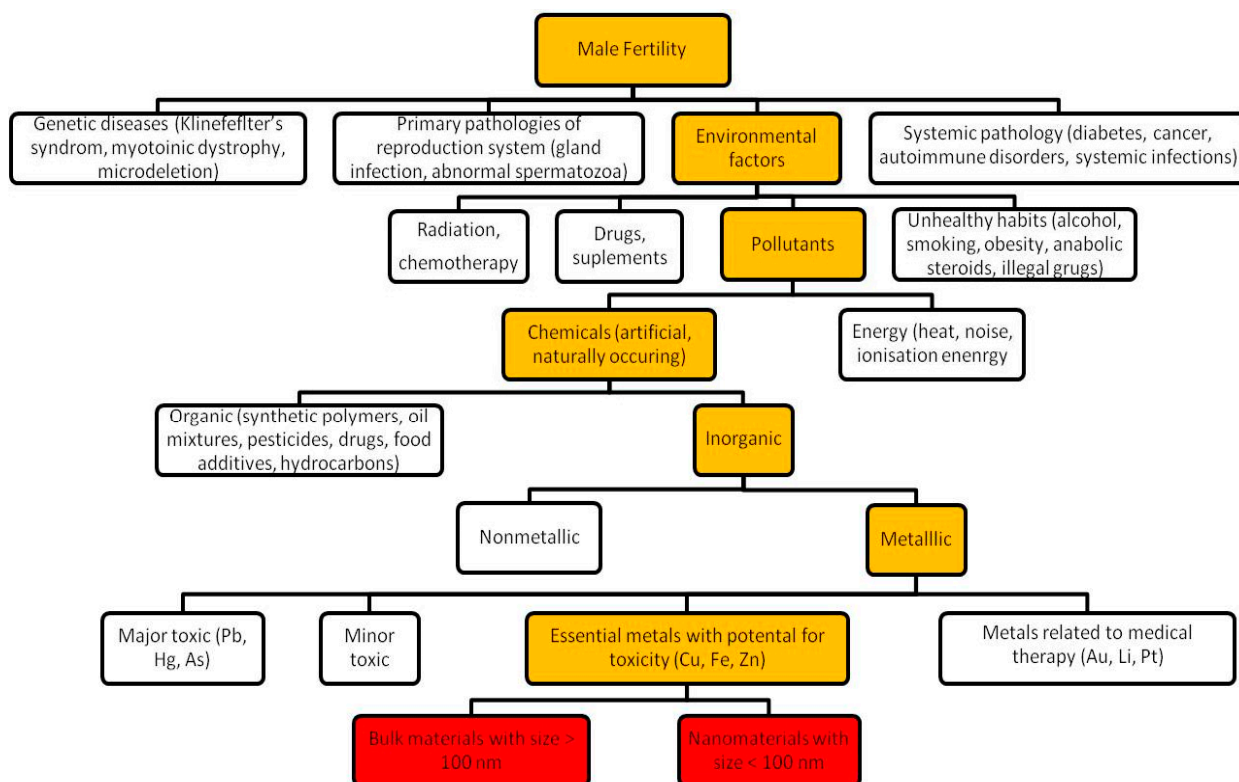 Male Fertility
Genetic diseases (Klinefeflter's
syndrom, myotoinic dystrophy,
microdeletion)
Primary pathologies of
reproduction system (gland
infection, abnormal spermatozoa)
Environmental
factors
Systemic pathology (diabetes, cancer,
autoimmune disorders, systemic infections)
Radiation,
chemotherapy
Drugs,
suplements
Pollutants
Unhealthy habits (alcohol,
smoking, obesity, anabolic
steroids, illegal grugs)
Chemicals (artificial,
naturally occuring)
Energy (heat, noise,
ionisation enenrgy
Organic (synthetic polymers, oil
mixtures, pesticides, drugs, food
additives, hydrocarbons)
Inorganic
Nonmetallic
Metalllic
Major toxic (Pb,
Hg, As)
Minor
toxic
Essential metals with potental for
toxicity (Cu, Fe, Zn)
Metals related to medical
therapy (Au, Li, Pt)
Bulk materials with size >
100 nm
Nanomaterials with
size < 100 nm